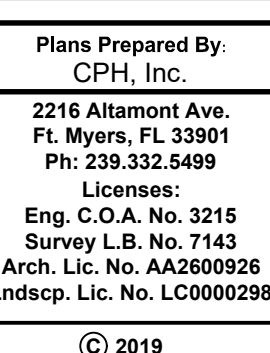 Plans Prepared By:
CPH, Inc.
2216 Altamont Ave.
Ft. Myers, FL 33901
Ph: 239.332.5499
Licenses:
Eng. C.O.A. No. 3215
Survey L.B. No. 7143
Arch. Lic. No. AA2600926
Lic. No. LC0000298
© 2019